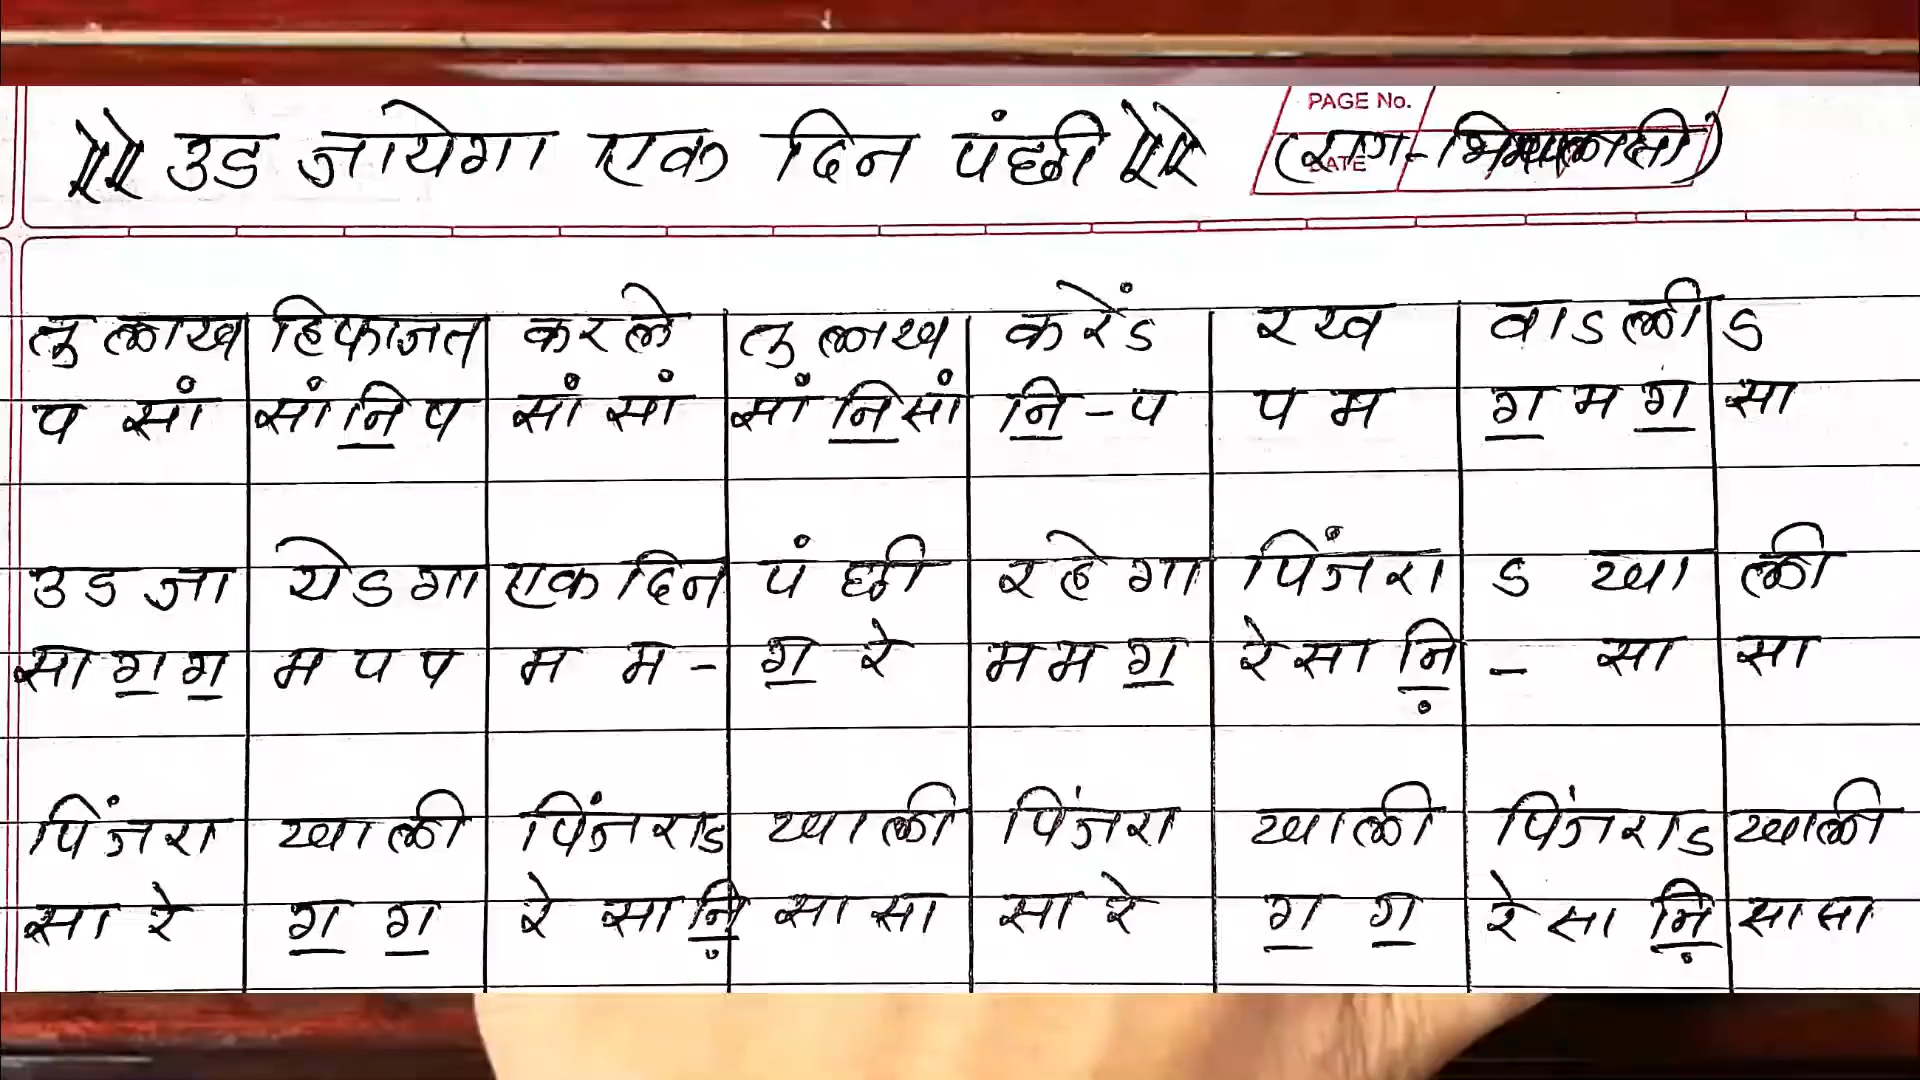 PAGE No.
॥ उड जायेगा एक दिन पंछी ॥ (राग - भिमपलासी)
DATE
तु लाख हिफाजत करले तु लाख करेंऽ रख वाऽली ऽ
प सां सां नि॒ प सां सां सां नि॒ सां नि॒ - प प म ग॒ म ग॒ सा
उड जा येऽगा एक दिन पं छी रहेगा पिंजरा ऽ खा ली
सा ग॒ ग॒ म प प म म - ग॒ रे म म ग॒ रे सा नि़॒ - सा सा
पिंजरा खाली पिंजराऽ खाली पिंजरा खाली पिंजराऽ खाली
सा रे ग॒ ग॒ रे सा नि़॒ सा सा सा रे ग॒ ग॒ रे सा नि़॒ सा सा